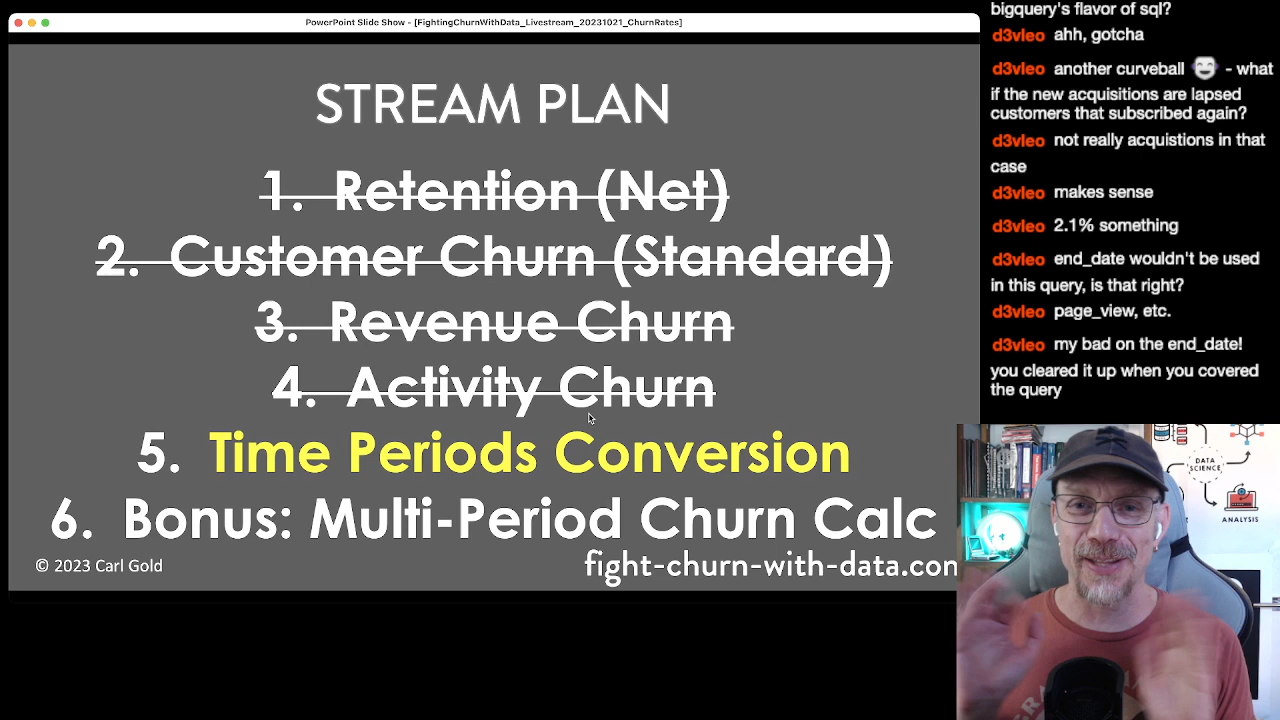 PowerPoint Slide Show - [FightingChurnWithData_Livestream_20231021_ChurnRates]
STREAM PLAN
1. Retention (Net)
2. Customer Churn (Standard)
3. Revenue Churn
4. Activity Churn
5. Time Periods Conversion
6. Bonus: Multi-Period Churn Calc
© 2023 Carl Gold
fight-churn-with-data.con
bigquery's flavor of sql?
d3vleo ahh, gotcha
d3vleo another curveball - what
if the new acquisitions are lapsed
customers that subscribed again?
d3vleo not really acquistions in that
case
d3vleo makes sense
d3vleo 2.1% something
d3vleo end_date wouldn't be used
in this query, is that right?
d3vleo page_view, etc.
d3vleo my bad on the end_date!
you cleared it up when you covered
the query
DATA
SCIENCE
ANALYSIS